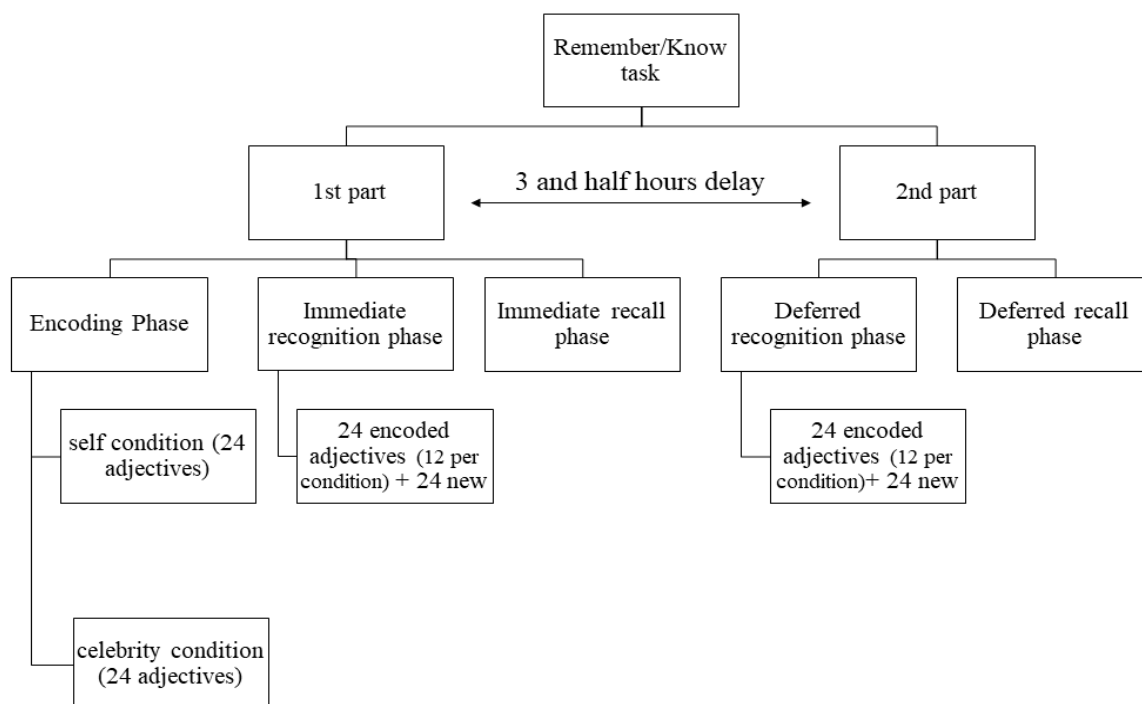 Remember/Know
task
1st part
3 and half hours delay
2nd part
Encoding Phase
Immediate
recognition phase
Immediate recall
phase
Deferred
recognition phase
Deferred recall
phase
self condition (24
adjectives)
24 encoded
adjectives (12 per
condition) + 24 new
24 encoded
adjectives (12 per
condition)+ 24 new
celebrity condition
(24 adjectives)